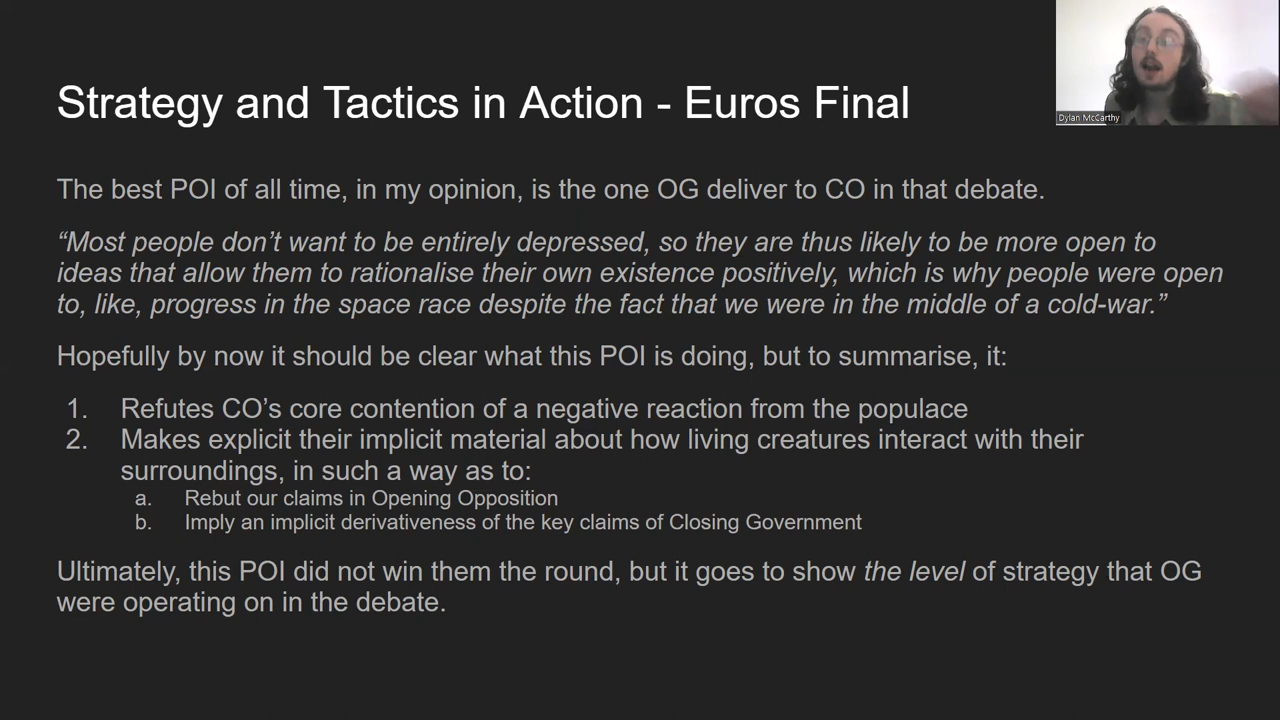 Strategy and Tactics in Action - Euros Final
Dylan McCarthy
The best POI of all time, in my opinion, is the one OG deliver to CO in that debate.
“Most people don’t want to be entirely depressed, so they are thus likely to be more open to
ideas that allow them to rationalise their own existence positively, which is why people were open
to, like, progress in the space race despite the fact that we were in the middle of a cold-war.”
Hopefully by now it should be clear what this POI is doing, but to summarise, it:
1. Refutes CO’s core contention of a negative reaction from the populace
2. Makes explicit their implicit material about how living creatures interact with their
surroundings, in such a way as to:
a. Rebut our claims in Opening Opposition
b. Imply an implicit derivativeness of the key claims of Closing Government
Ultimately, this POI did not win them the round, but it goes to show the level of strategy that OG
were operating on in the debate.